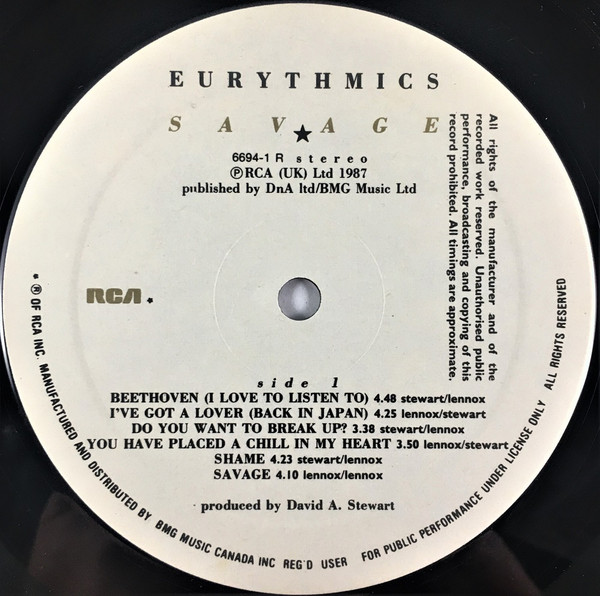 EURYTHMICS
SAVAGE
6694-1 R stereo
℗ RCA (UK) Ltd 1987
published by DnA ltd/BMG Music Ltd
All rights of the manufacturer and of the
recorded work reserved. Unauthorised public
performance, broadcasting and copying of this
record prohibited. All timings are approximate.
RCA
side 1
BEETHOVEN (I LOVE TO LISTEN TO) 4.48 stewart/lennox
I'VE GOT A LOVER (BACK IN JAPAN) 4.25 lennox/stewart
DO YOU WANT TO BREAK UP? 3.38 stewart/lennox
YOU HAVE PLACED A CHILL IN MY HEART 3.50 lennox/stewart
SHAME 4.23 stewart/lennox
SAVAGE 4.10 lennox/lennox
produced by David A. Stewart
* ® OF RCA INC. MANUFACTURED AND DISTRIBUTED BY BMG MUSIC CANADA INC REG'D USER FOR PUBLIC PERFORMANCE UNDER LICENSE ONLY ALL RIGHTS RESERVED